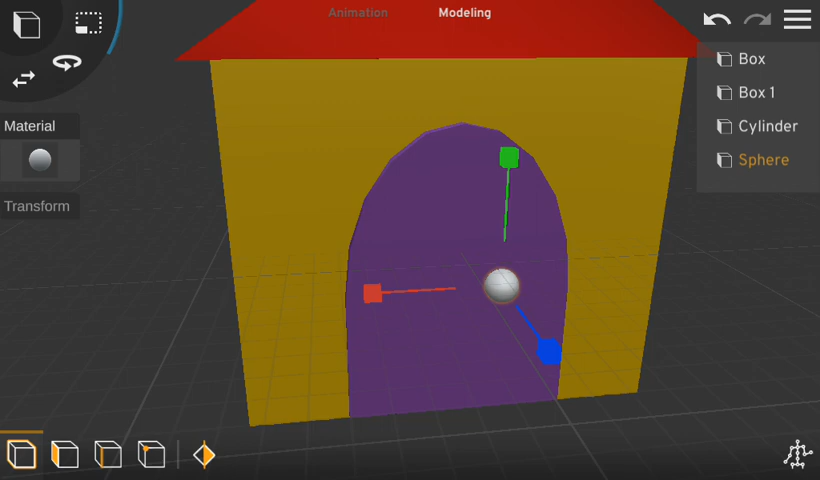 Animation Modeling
Box
Box 1
Cylinder
Sphere
Material
Transform